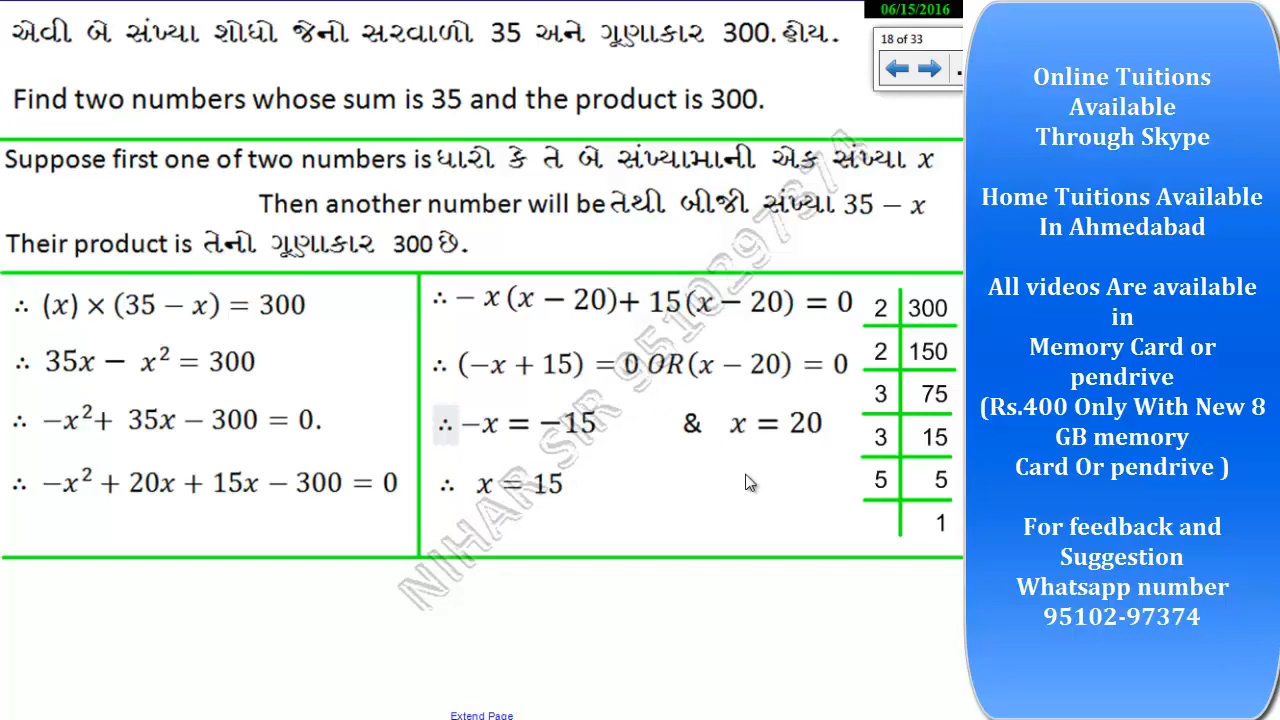 એવી બે સંખ્યા શોધો જેનો સરવાળો 35 અને ગૂણાકાર 300. હોય.
Find two numbers whose sum is 35 and the product is 300.
Suppose first one of two numbers is ધારો કે તે બે સંખ્યામાની એક સંખ્યા x
Then another number will be તેથી બીજી સંખ્યા 35 − x
Their product is તેનો ગૂણાકાર 300 છે.
∴ (x) × (35 − x) = 300
∴ 35x − x² = 300
∴ −x² + 35x − 300 = 0.
∴ −x² + 20x + 15x − 300 = 0
∴ − x (x − 20) + 15 (x − 20) = 0
∴ (−x + 15) = 0 OR (x − 20) = 0
∴ −x = −15 & x = 20
∴ x = 15
2 300
2 150
3 75
3 15
5 5
1
NIHAR SIR 9510297374
06/15/2016
18 of 33
Extend Page
Online Tuitions
Available
Through Skype
Home Tuitions Available
In Ahmedabad
All videos Are available
in
Memory Card or
pendrive
(Rs.400 Only With New 8
GB memory
Card Or pendrive )
For feedback and
Suggestion
Whatsapp number
95102-97374